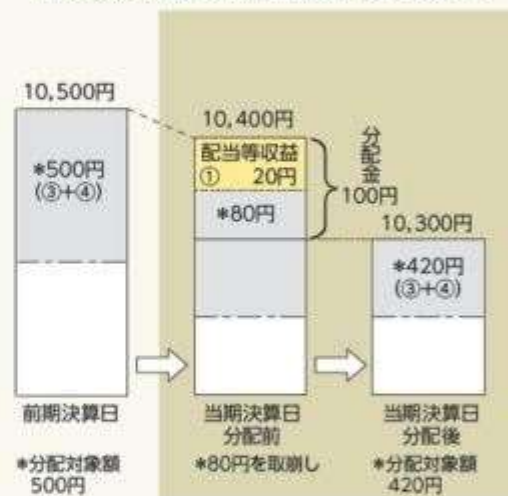 10,500円
*500円
(③+④)
前期決算日
*分配対象額
500円
10,400円
配当等収益
① 20円
*80円
分配金
100円
当期決算日
分配前
*80円を取崩し
10,300円
*420円
(③+④)
当期決算日
分配後
*分配対象額
420円